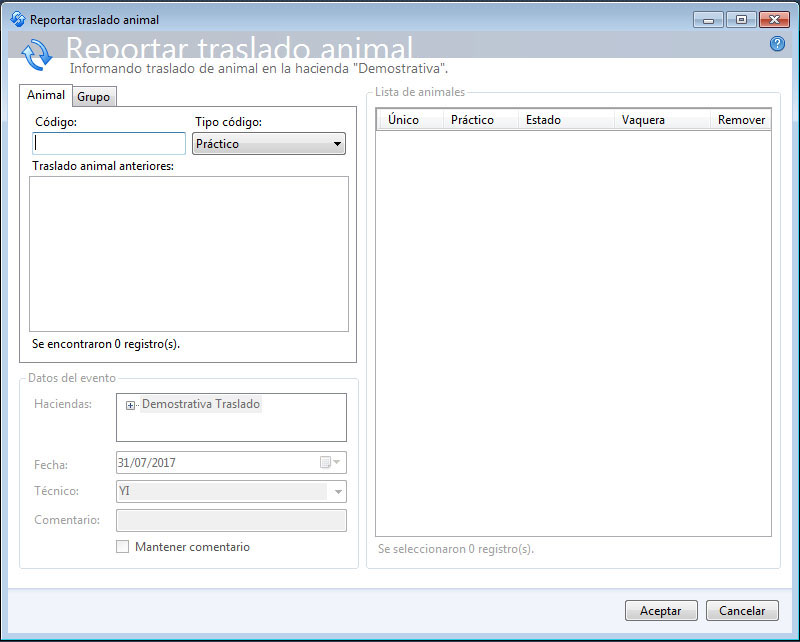 Reportar traslado animal
Reportar traslado animal
Informando traslado de animal en la hacienda "Demostrativa".
Animal
Grupo
Código:
Tipo código:
Práctico
Traslado animal anteriores:
Se encontraron 0 registro(s).
Datos del evento
Haciendas:
Demostrativa Traslado
Fecha:
31/07/2017
Técnico:
YI
Comentario:
Mantener comentario
Lista de animales
Único Práctico Estado Vaquera Remover
Se seleccionaron 0 registro(s).
Aceptar
Cancelar